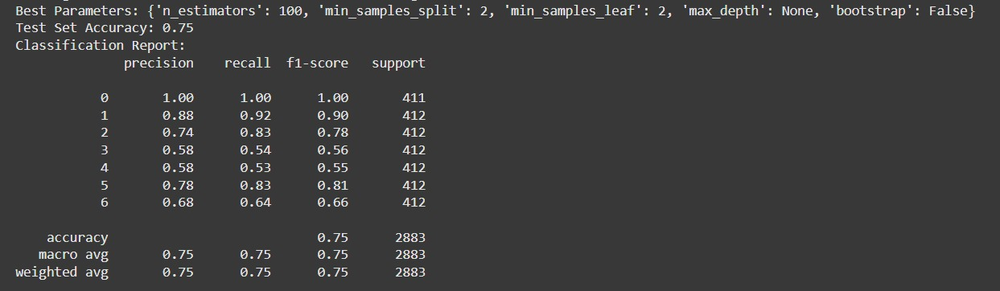 Best Parameters: {'n_estimators': 100, 'min_samples_split': 2, 'min_samples_leaf': 2, 'max_depth': None, 'bootstrap': False}
Test Set Accuracy: 0.75
Classification Report:
precision recall f1-score support
0 1.00 1.00 1.00 411
1 0.88 0.92 0.90 412
2 0.74 0.83 0.78 412
3 0.58 0.54 0.56 412
4 0.58 0.53 0.55 412
5 0.78 0.83 0.81 412
6 0.68 0.64 0.66 412
accuracy 0.75 2883
macro avg 0.75 0.75 0.75 2883
weighted avg 0.75 0.75 0.75 2883